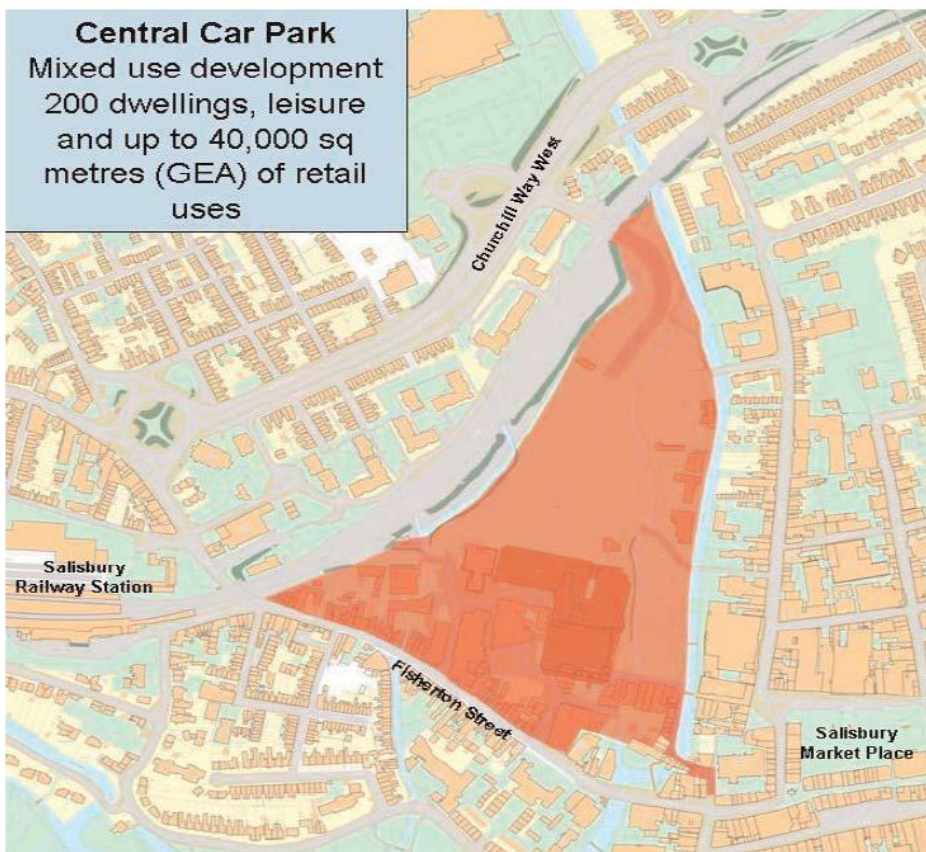 Central Car Park
Mixed use development
200 dwellings, leisure
and up to 40,000 sq
metres (GEA) of retail
uses
Churchill Way West
Salisbury
Railway Station
Fisherton Street
Salisbury
Market Place